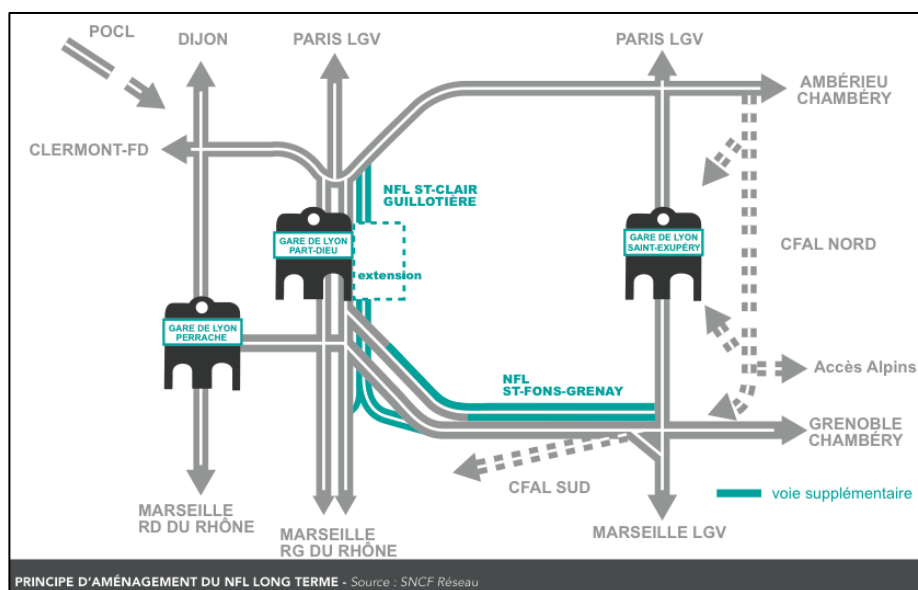 POCL
DIJON
PARIS LGV
PARIS LGV
AMBÉRIEU
CHAMBÉRY
CLERMONT-FD
NFL ST-CLAIR
GUILLOTIÈRE
GARE DE LYON
PART-DIEU
GARE DE LYON
SAINT-EXUPÉRY
CFAL NORD
extension
GARE DE LYON
PERRACHE
NFL
ST-FONS-GRENAY
Accès Alpins
GRENOBLE
CHAMBÉRY
CFAL SUD
voie supplémentaire
MARSEILLE
RD DU RHÔNE
MARSEILLE
RG DU RHÔNE
MARSEILLE LGV
PRINCIPE D'AMÉNAGEMENT DU NFL LONG TERME - Source : SNCF Réseau